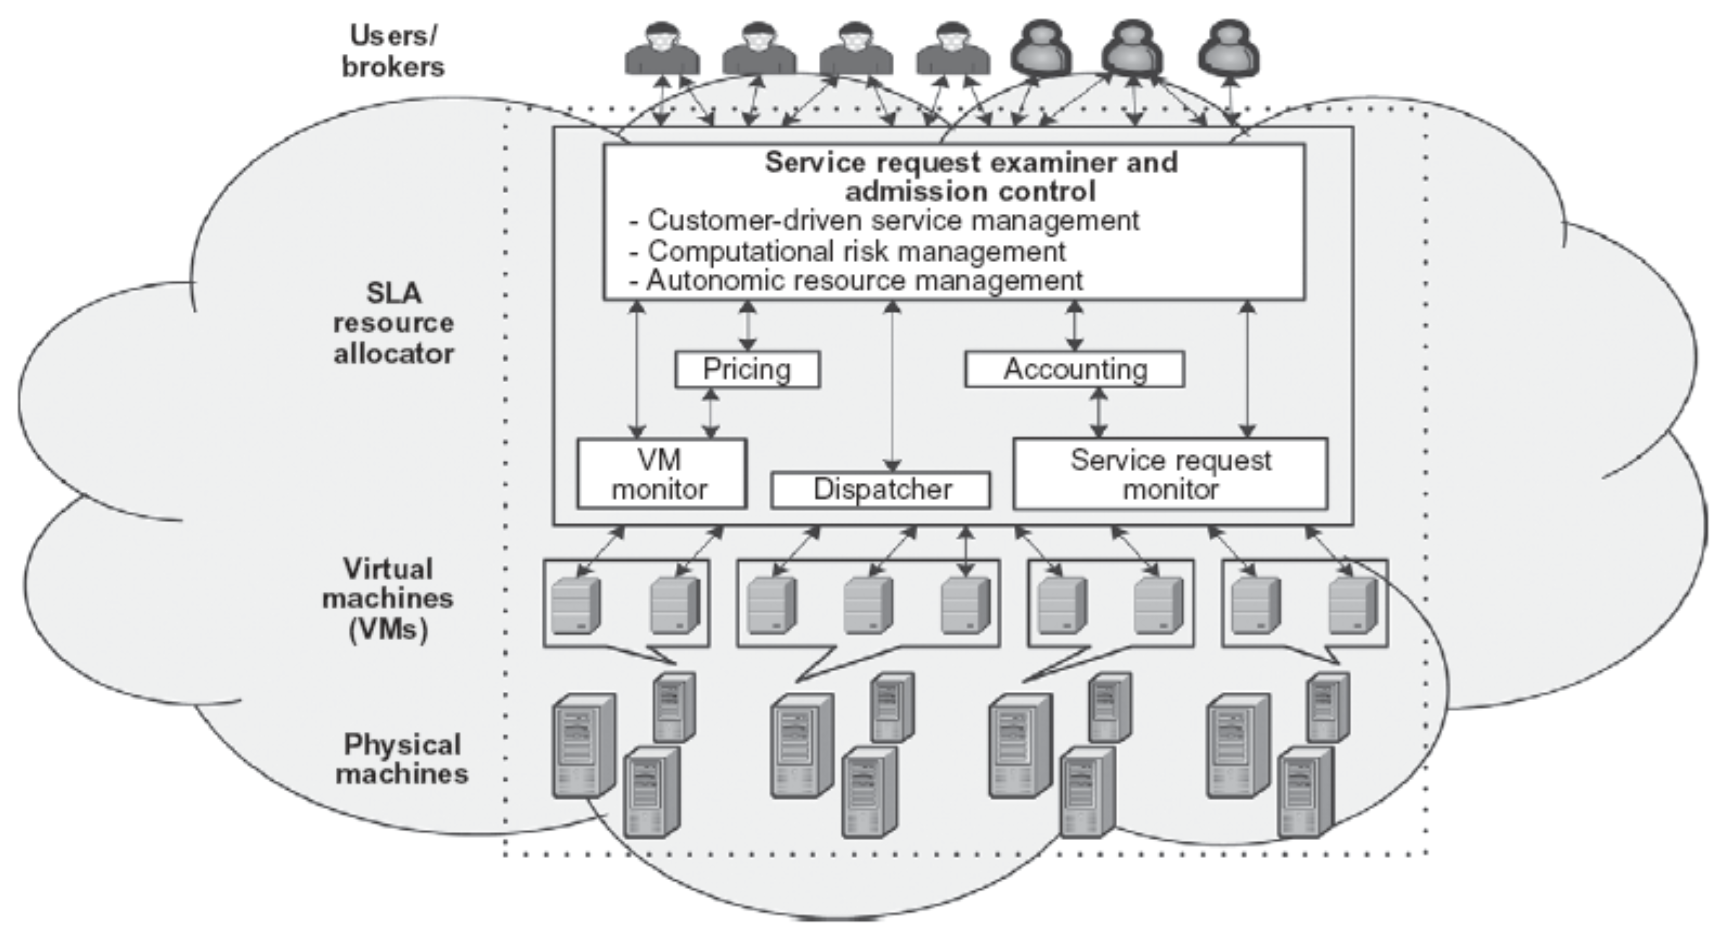 Users/
brokers
Service request examiner and
admission control
- Customer-driven service management
- Computational risk management
- Autonomic resource management
SLA
resource
allocator
Pricing
Accounting
VM
monitor
Dispatcher
Service request
monitor
Virtual
machines
(VMs)
Physical
machines